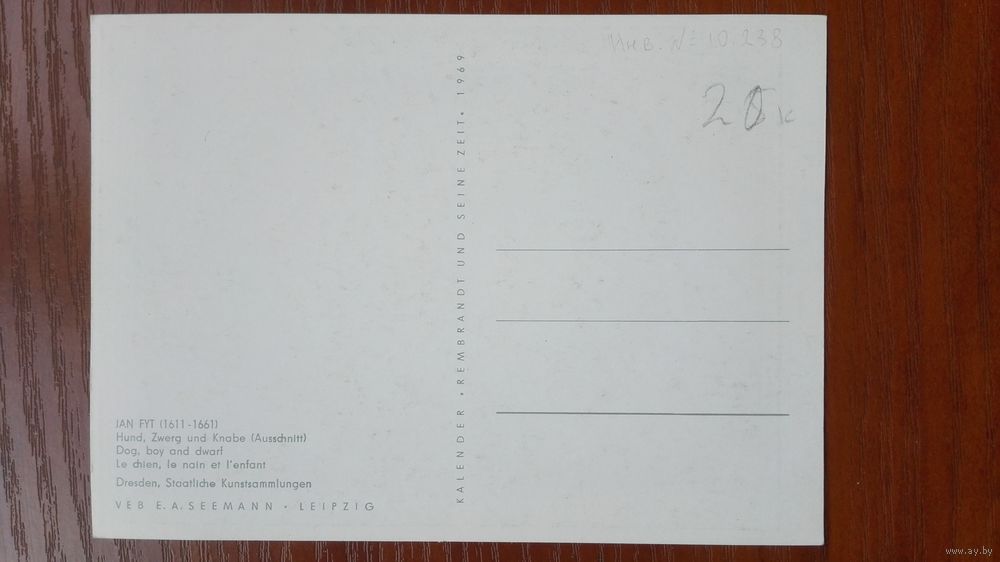 Инв. № 10.238
20 к
KALENDER • REMBRANDT UND SEINE ZEIT • 1969
JAN FYT (1611-1661)
Hund, Zwerg und Knabe (Ausschnitt)
Dog, boy and dwarf
Le chien, le nain et l'enfant
Dresden, Staatliche Kunstsammlungen
VEB E. A. SEEMANN • LEIPZIG
www.ay.by